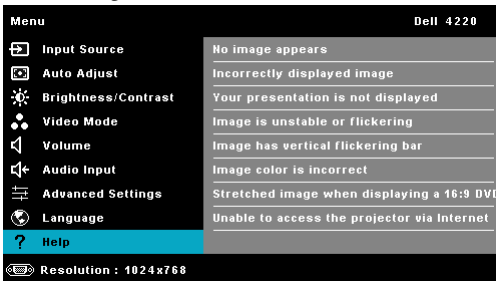 Menu Dell 4220
Input Source No image appears
Auto Adjust Incorrectly displayed image
Brightness/Contrast Your presentation is not displayed
Video Mode Image is unstable or flickering
Volume Image has vertical flickering bar
Audio Input Image color is incorrect
Advanced Settings Stretched image when displaying a 16:9 DVD
Language Unable to access the projector via Internet
? Help
Resolution : 1024x768